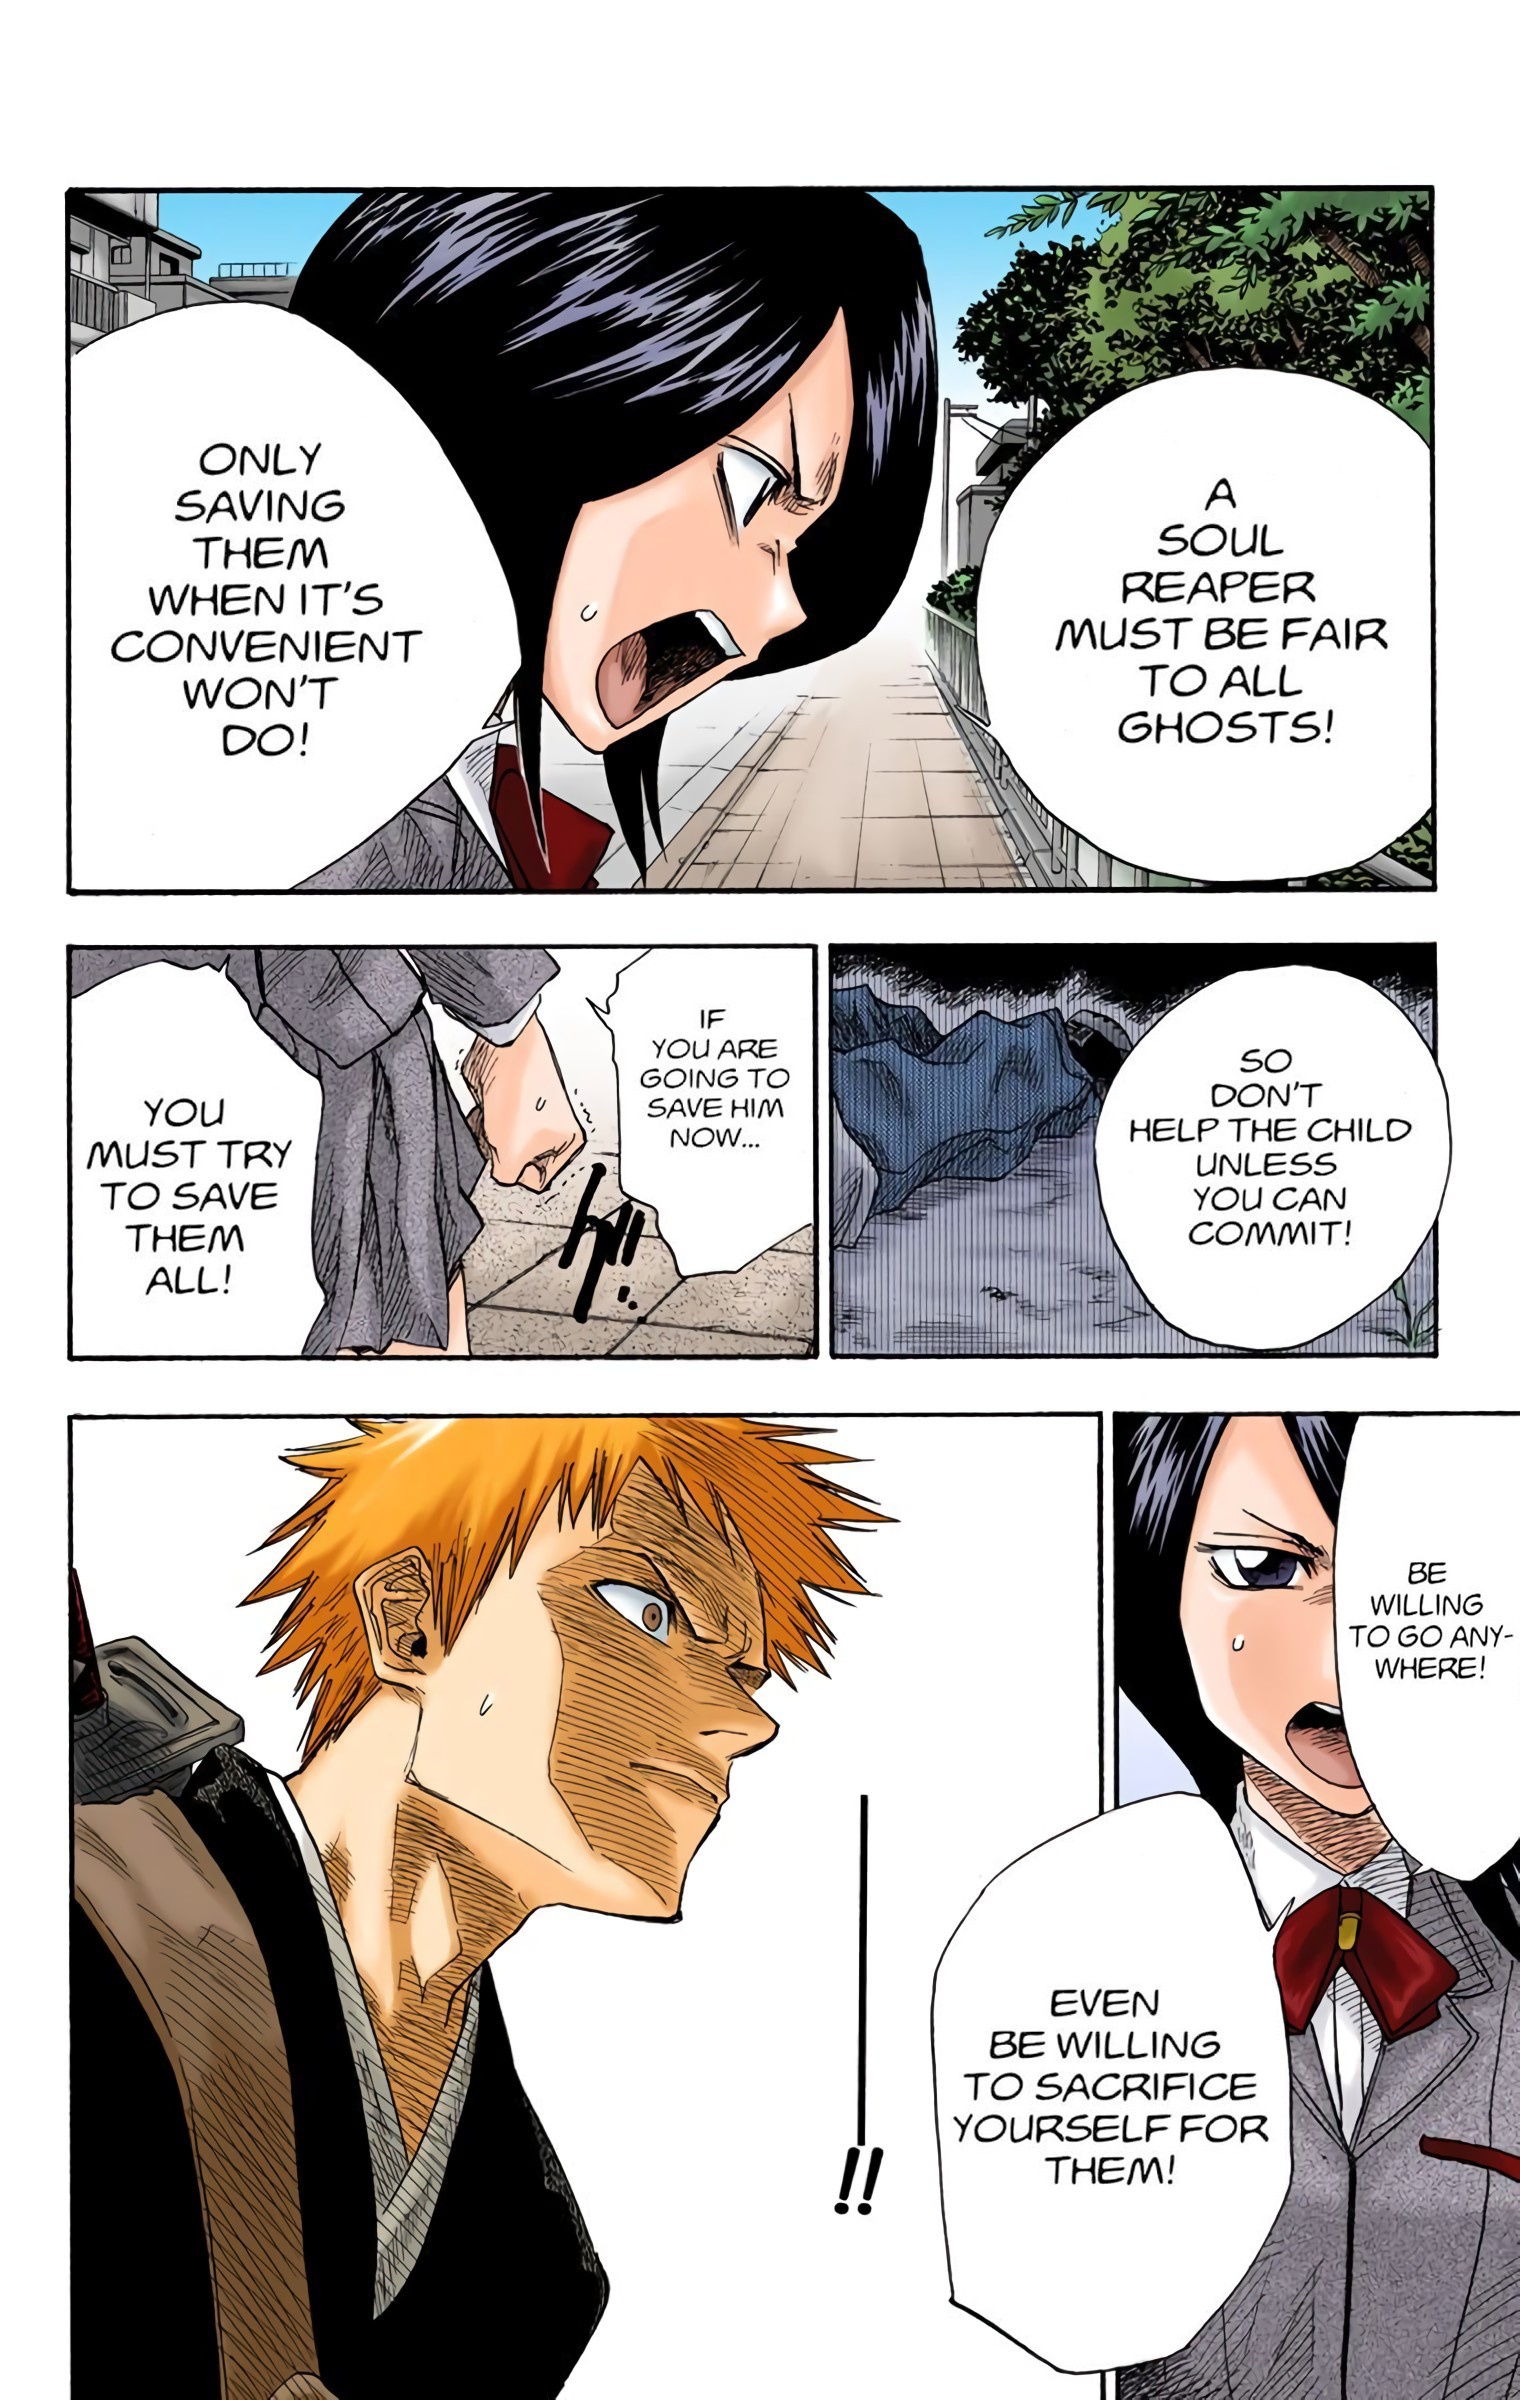 A
SOUL
REAPER
MUST BE FAIR
TO ALL
GHOSTS!
ONLY
SAVING
THEM
WHEN IT'S
CONVENIENT
WON'T
DO!
SO
DON'T
HELP THE CHILD
UNLESS
YOU CAN
COMMIT!
IF
YOU ARE
GOING TO
SAVE HIM
NOW...
YOU
MUST TRY
TO SAVE
THEM
ALL!
BE
WILLING
TO GO ANY-
WHERE!
EVEN
BE WILLING
TO SACRIFICE
YOURSELF FOR
THEM!
—!!